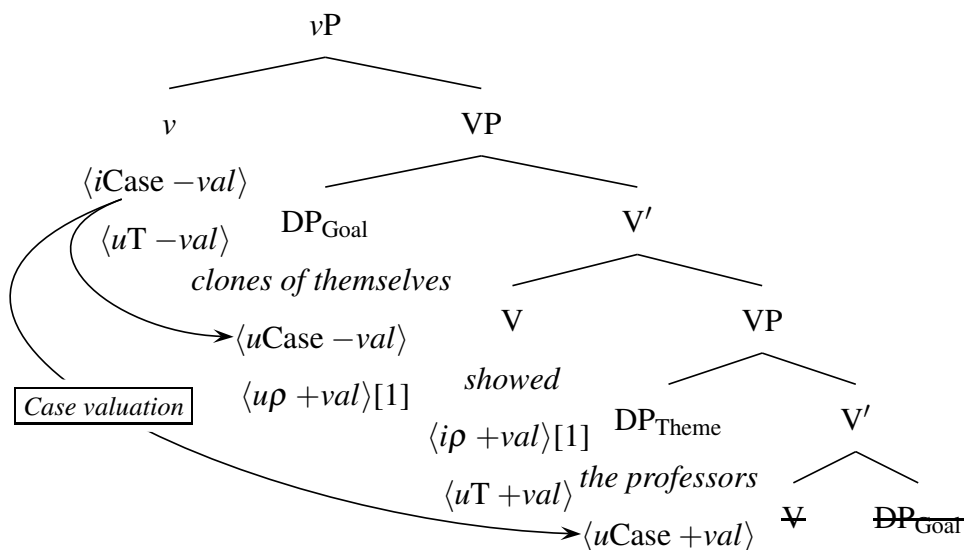 vP
v VP
⟨iCase −val⟩
⟨uT −val⟩ DP_Goal V′
clones of themselves
⟨uCase −val⟩ V VP
⟨uρ +val⟩[1] showed
Case valuation
⟨iρ +val⟩[1] DP_Theme V′
⟨uT +val⟩ the professors
⟨uCase +val⟩ V DP_Goal